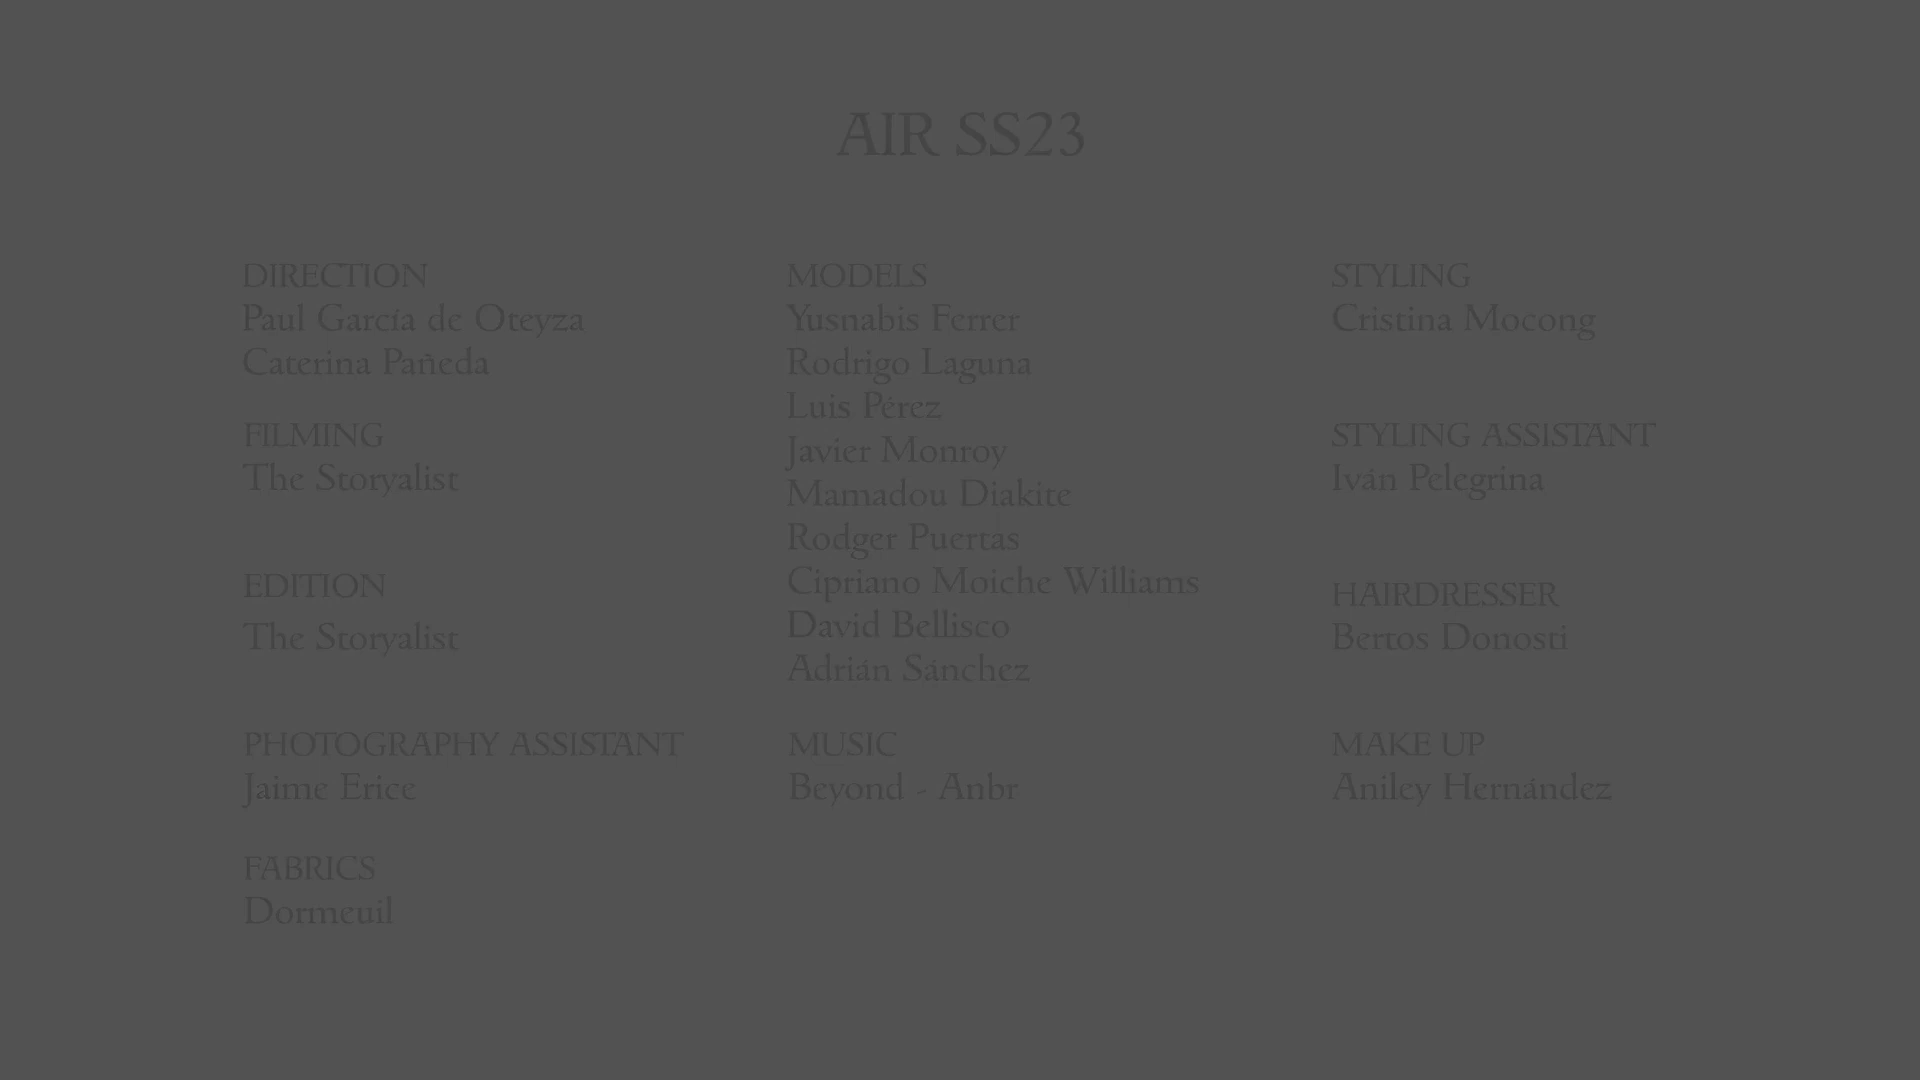 AIR SS23
DIRECTION
Paul García de Oteyza
Caterina Pañeda
FILMING
The Storyalist
EDITION
The Storyalist
PHOTOGRAPHY ASSISTANT
Jaime Erice
FABRICS
Dormeuil
MODELS
Yusnabis Ferrer
Rodrigo Laguna
Luis Pérez
Javier Monroy
Mamadou Diakite
Rodger Puertas
Cipriano Moiche Williams
David Bellisco
Adrián Sánchez
MUSIC
Beyond - Anbr
STYLING
Cristina Mocong
STYLING ASSISTANT
Iván Pelegrina
HAIRDRESSER
Bertos Donosti
MAKE UP
Aniley Hernández